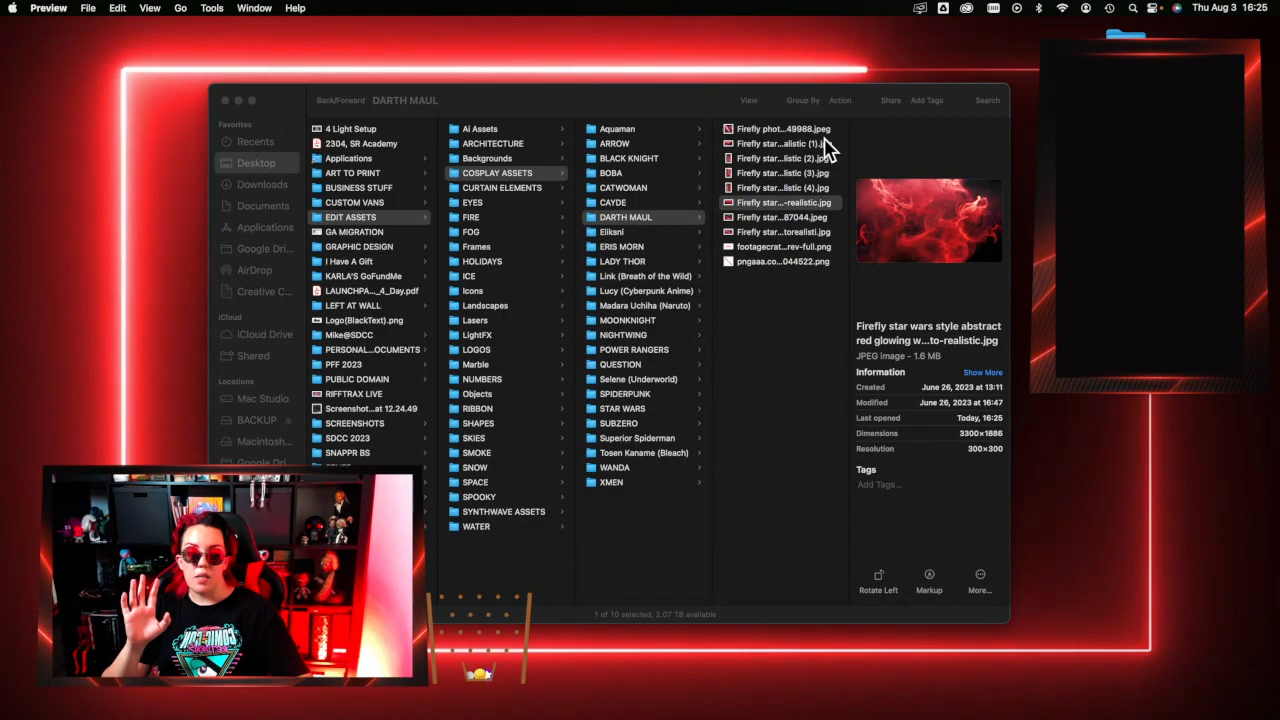 Preview File Edit View Go Tools Window Help
Thu Aug 3 16:25
Back/Forward DARTH MAUL View Group By Action Share Add Tags Search
Favorites
Recents
Desktop
Downloads
Documents
Applications
Google Dri...
AirDrop
Creative C...
iCloud
iCloud Drive
Shared
Locations
Mac Studio
BACKUP
Macintosh...
Google Dri
4 Light Setup
2304, SR Academy
Applications
ART TO PRINT
BUSINESS STUFF
CUSTOM VANS
EDIT ASSETS
GA MIGRATION
GRAPHIC DESIGN
I Have A Gift
KARLA'S GoFundMe
LAUNCHPA..._4_Day.pdf
LEFT AT WALL
Logo(BlackText).png
Mike@SDCC
PERSONAL...OCUMENTS
PFF 2023
PUBLIC DOMAIN
RIFFTRAX LIVE
Screenshot...at 12.24.49
SCREENSHOTS
SDCC 2023
SNAPPR BS
Ai Assets
ARCHITECTURE
Backgrounds
COSPLAY ASSETS
CURTAIN ELEMENTS
EYES
FIRE
FOG
Frames
HOLIDAYS
ICE
Icons
Landscapes
Lasers
LightFX
LOGOS
Marble
NUMBERS
Objects
RIBBON
SHAPES
SKIES
SMOKE
SNOW
SPACE
SPOOKY
SYNTHWAVE ASSETS
WATER
Aquaman
ARROW
BLACK KNIGHT
BOBA
CATWOMAN
CAYDE
DARTH MAUL
Eliksni
ERIS MORN
LADY THOR
Link (Breath of the Wild)
Lucy (Cyberpunk Anime)
Madara Uchiha (Naruto)
MOONKNIGHT
NIGHTWING
POWER RANGERS
QUESTION
Selene (Underworld)
SPIDERPUNK
STAR WARS
SUBZERO
Superior Spiderman
Tosen Kaname (Bleach)
WANDA
XMEN
Firefly phot...49988.jpeg
Firefly star...alistic (1).j
Firefly star...listic (2).jp
Firefly star...listic (3).jpg
Firefly star...listic (4).jpg
Firefly star...-realistic.jpg
Firefly star...87044.jpeg
Firefly star...torealisti.jpg
footagecrat...rev-full.png
pngaaa.co...044522.png
Firefly star wars style abstract
red glowing w...to-realistic.jpg
JPEG image - 1.6 MB
Information Show More
Created June 26, 2023 at 13:11
Modified June 26, 2023 at 16:47
Last opened Today, 16:25
Dimensions 3300×1886
Resolution 300×300
Tags
Add Tags...
Rotate Left Markup More...
1 of 10 selected, 2.07 TB available